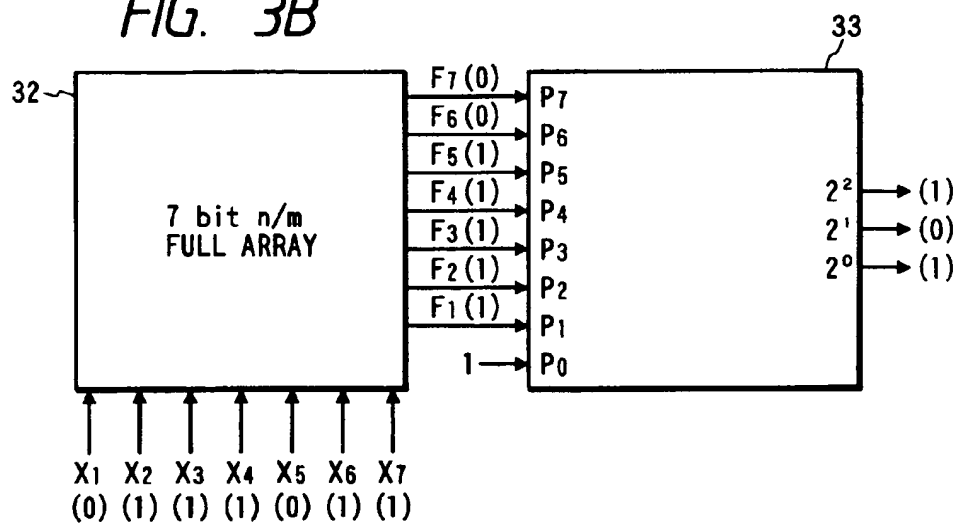 FIG. 3B
33
32
F7(0) P7
F6(0) P6
F5(1) P5
F4(1) P4
F3(1) P3
F2(1) P2
F1(1) P1
1 P0
7 bit n/m
FULL ARRAY
2² (1)
2¹ (0)
2⁰ (1)
X1 X2 X3 X4 X5 X6 X7
(0) (1) (1) (1) (0) (1) (1)